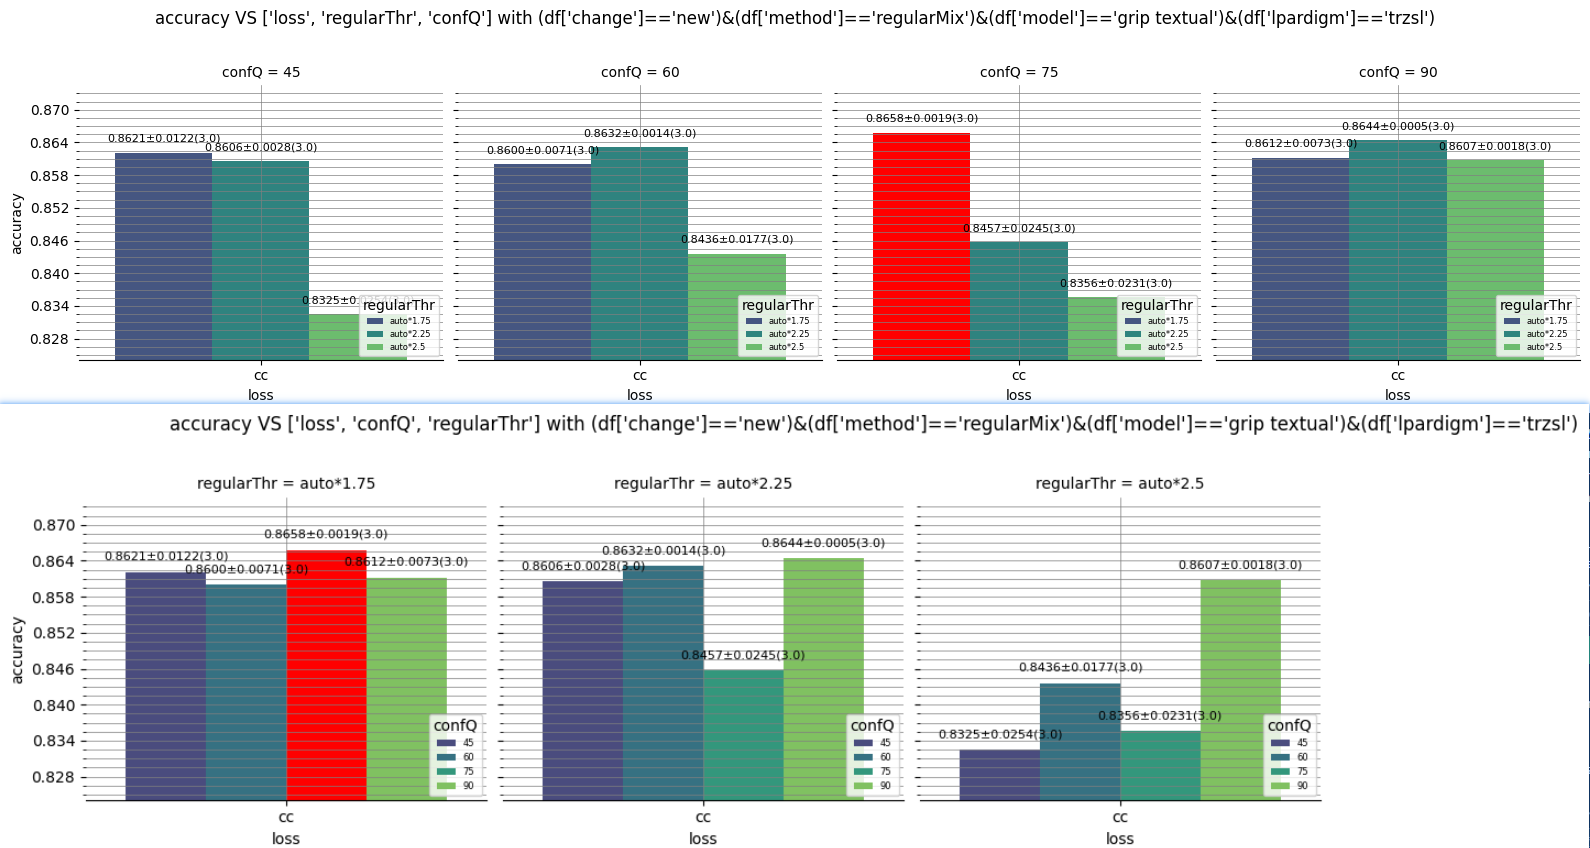 accuracy VS ['loss', 'regularThr', 'confQ'] with (df['change']=='new')&(df['method']=='regularMix')&(df['model']=='grip textual')&(df['lpardigm']=='trzsl')
confQ = 45
confQ = 60
confQ = 75
confQ = 90
accuracy
0.870
0.864
0.858
0.852
0.846
0.840
0.834
0.828
0.8621±0.0122(3.0)
0.8606±0.0028(3.0)
0.8325±0.0254(3.0)
regularThr
auto*1.75
auto*2.25
auto*2.5
cc
loss
0.8600±0.0071(3.0)
0.8632±0.0014(3.0)
0.8436±0.0177(3.0)
regularThr
auto*1.75
auto*2.25
auto*2.5
cc
loss
0.8658±0.0019(3.0)
0.8457±0.0245(3.0)
0.8356±0.0231(3.0)
regularThr
auto*1.75
auto*2.25
auto*2.5
cc
loss
0.8612±0.0073(3.0)
0.8644±0.0005(3.0)
0.8607±0.0018(3.0)
regularThr
auto*1.75
auto*2.25
auto*2.5
cc
loss
accuracy VS ['loss', 'confQ', 'regularThr'] with (df['change']=='new')&(df['method']=='regularMix')&(df['model']=='grip textual')&(df['lpardigm']=='trzsl')
regularThr = auto*1.75
regularThr = auto*2.25
regularThr = auto*2.5
accuracy
0.870
0.864
0.858
0.852
0.846
0.840
0.834
0.828
0.8621±0.0122(3.0)
0.8600±0.0071(3.0)
0.8658±0.0019(3.0)
0.8612±0.0073(3.0)
confQ
45
60
75
90
cc
loss
0.8606±0.0028(3.0)
0.8632±0.0014(3.0)
0.8457±0.0245(3.0)
0.8644±0.0005(3.0)
confQ
45
60
75
90
cc
loss
0.8325±0.0254(3.0)
0.8436±0.0177(3.0)
0.8356±0.0231(3.0)
0.8607±0.0018(3.0)
confQ
45
60
75
90
cc
loss